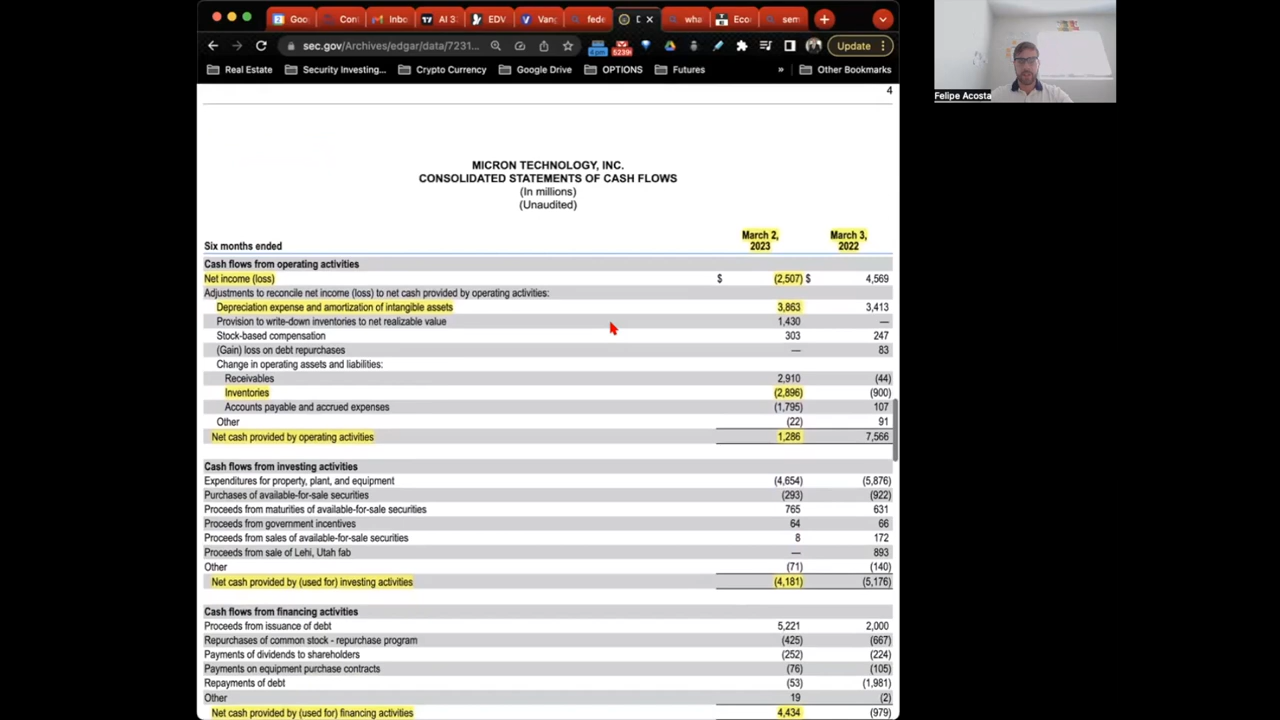 Goo Con Inbo AI 3: EDV Vang fede D wha Eco sem
sec.gov/Archives/edgar/data/7231... Update
4pm 5239
Real Estate Security Investing... Crypto Currency Google Drive OPTIONS Futures » Other Bookmarks
Felipe Acosta
4
MICRON TECHNOLOGY, INC.
CONSOLIDATED STATEMENTS OF CASH FLOWS
(In millions)
(Unaudited)
Six months ended March 2, 2023 March 3, 2022
Cash flows from operating activities
Net income (loss) $ (2,507) $ 4,569
Adjustments to reconcile net income (loss) to net cash provided by operating activities:
Depreciation expense and amortization of intangible assets 3,863 3,413
Provision to write-down inventories to net realizable value 1,430 —
Stock-based compensation 303 247
(Gain) loss on debt repurchases — 83
Change in operating assets and liabilities:
Receivables 2,910 (44)
Inventories (2,896) (900)
Accounts payable and accrued expenses (1,795) 107
Other (22) 91
Net cash provided by operating activities 1,286 7,566
Cash flows from investing activities
Expenditures for property, plant, and equipment (4,654) (5,876)
Purchases of available-for-sale securities (293) (922)
Proceeds from maturities of available-for-sale securities 765 631
Proceeds from government incentives 64 66
Proceeds from sales of available-for-sale securities 8 172
Proceeds from sale of Lehi, Utah fab — 893
Other (71) (140)
Net cash provided by (used for) investing activities (4,181) (5,176)
Cash flows from financing activities
Proceeds from issuance of debt 5,221 2,000
Repurchases of common stock - repurchase program (425) (667)
Payments of dividends to shareholders (252) (224)
Payments on equipment purchase contracts (76) (105)
Repayments of debt (53) (1,981)
Other 19 (2)
Net cash provided by (used for) financing activities 4,434 (979)